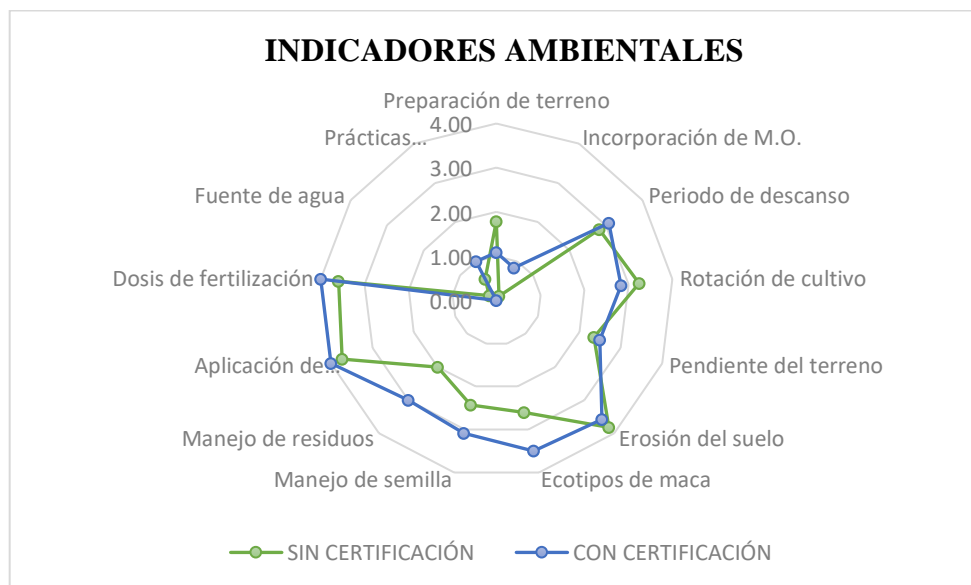 INDICADORES AMBIENTALES
Preparación de terreno
Incorporación de M.O.
Periodo de descanso
Rotación de cultivo
Pendiente del terreno
Erosión del suelo
Ecotipos de maca
Manejo de semilla
Manejo de residuos
Aplicación de…
Dosis de fertilización
Fuente de agua
Prácticas…
4.00
3.00
2.00
1.00
0.00
SIN CERTIFICACIÓN
CON CERTIFICACIÓN